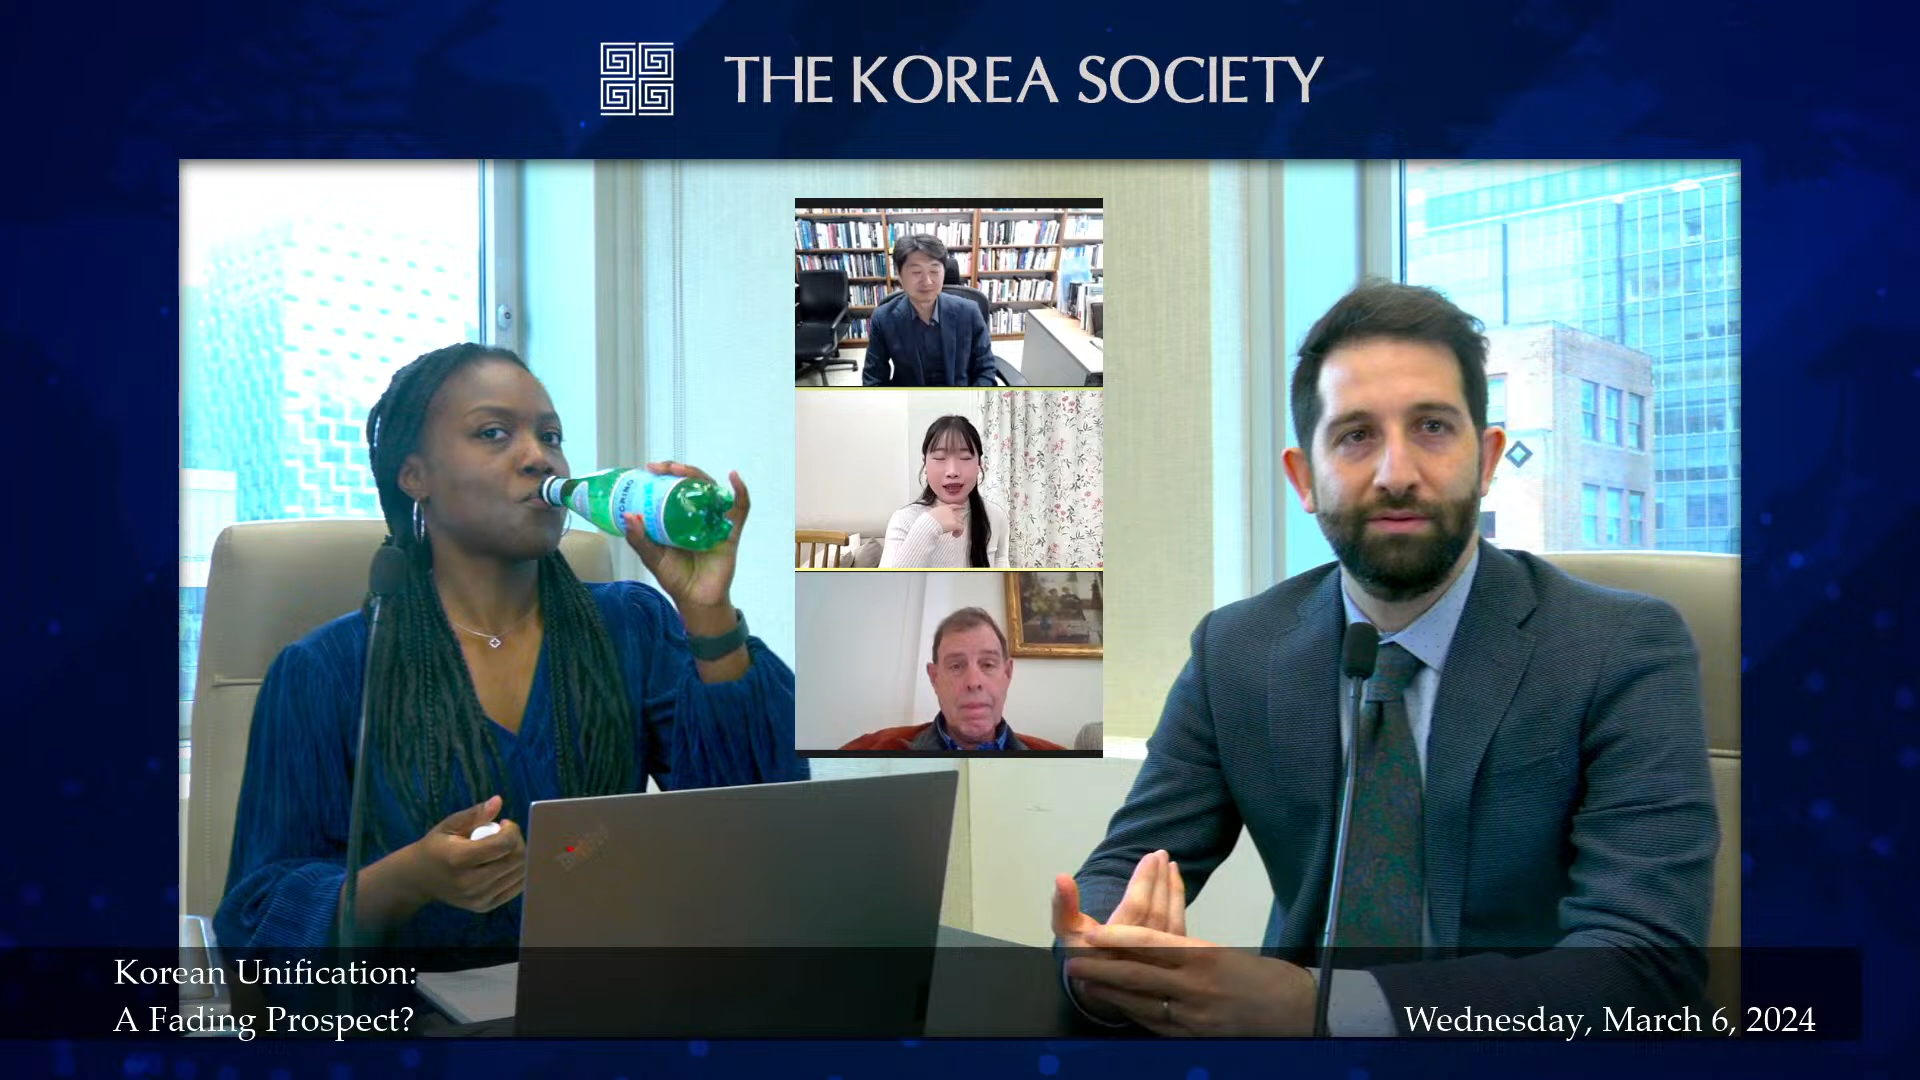 THE KOREA SOCIETY
Korean Unification:
A Fading Prospect?
Wednesday, March 6, 2024